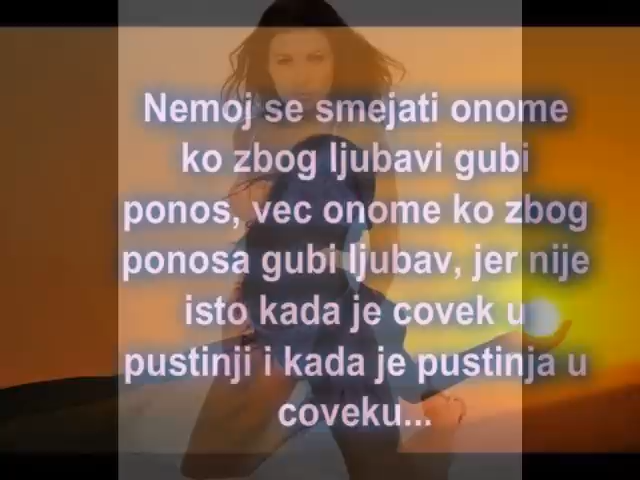 Nemoj se smejati onome
ko zbog ljubavi gubi
ponos, vec onome ko zbog
ponosa gubi ljubav, jer nije
isto kada je covek u
pustinji i kada je pustinja u
coveku...